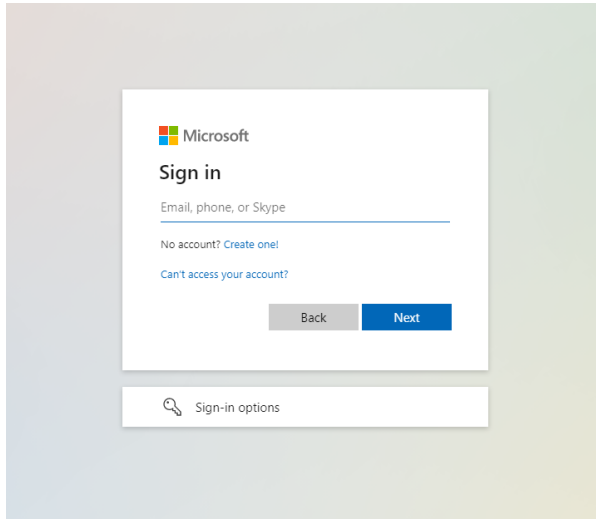 Microsoft
Sign in
Email, phone, or Skype
No account? Create one!
Can't access your account?
Back Next
Sign-in options